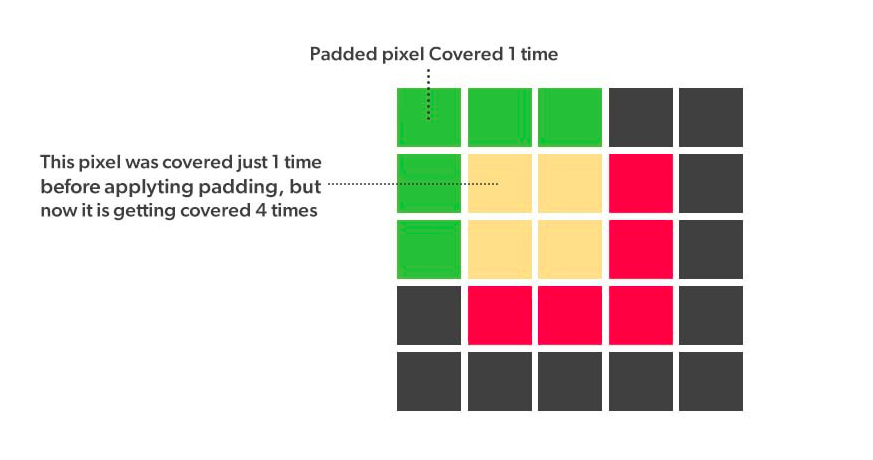 Padded pixel Covered 1 time
This pixel was covered just 1 time
before applyting padding, but
now it is getting covered 4 times